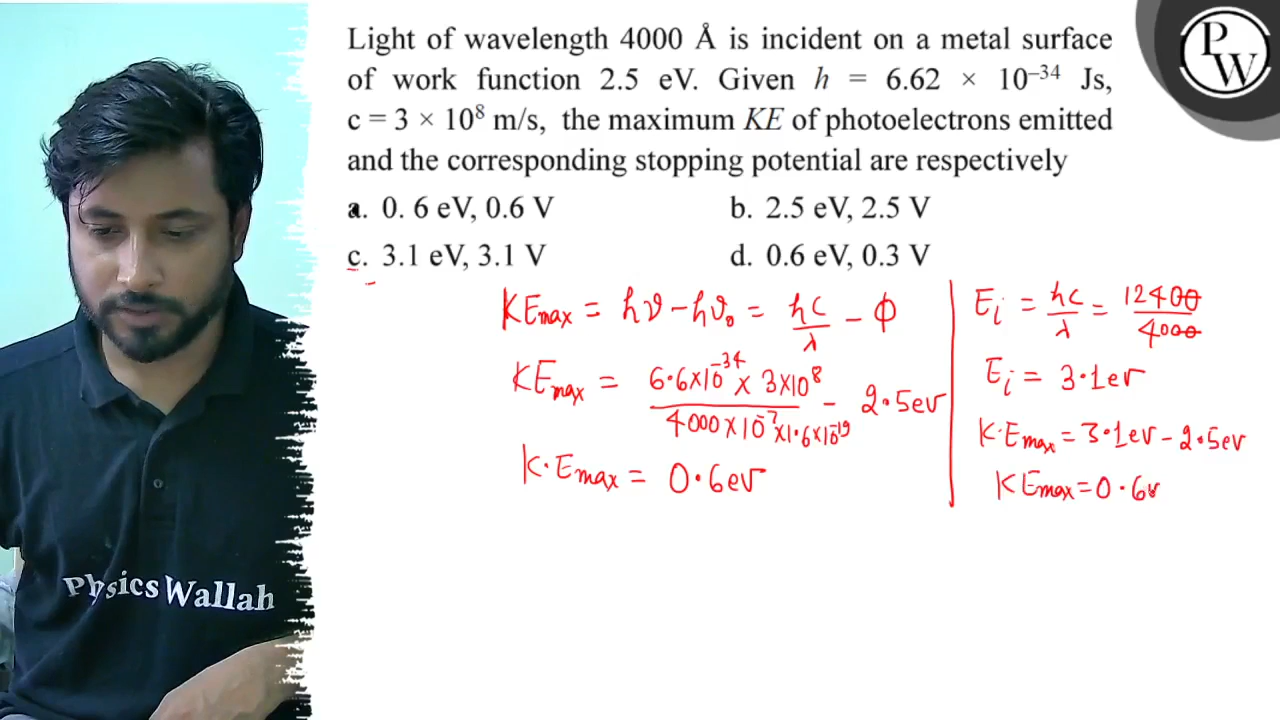 Light of wavelength 4000 Å is incident on a metal surface
of work function 2.5 eV. Given h = 6.62 × 10⁻³⁴ Js,
c = 3 × 10⁸ m/s, the maximum KE of photoelectrons emitted
and the corresponding stopping potential are respectively
a. 0. 6 eV, 0.6 V b. 2.5 eV, 2.5 V
c. 3.1 eV, 3.1 V d. 0.6 eV, 0.3 V
KEmax = hν – hν₀ = hc/λ – ϕ
KEmax = 6.6×10⁻³⁴ × 3×10⁸ / 4000×10⁻⁷×1.6×10⁻¹⁹ – 2.5ev
K.Emax = 0.6ev
Ei = hc/λ = 12400/4000
Ei = 3.1ev
K.Emax = 3.1ev – 2.5ev
KEmax = 0.6
PW
Physics Wallah